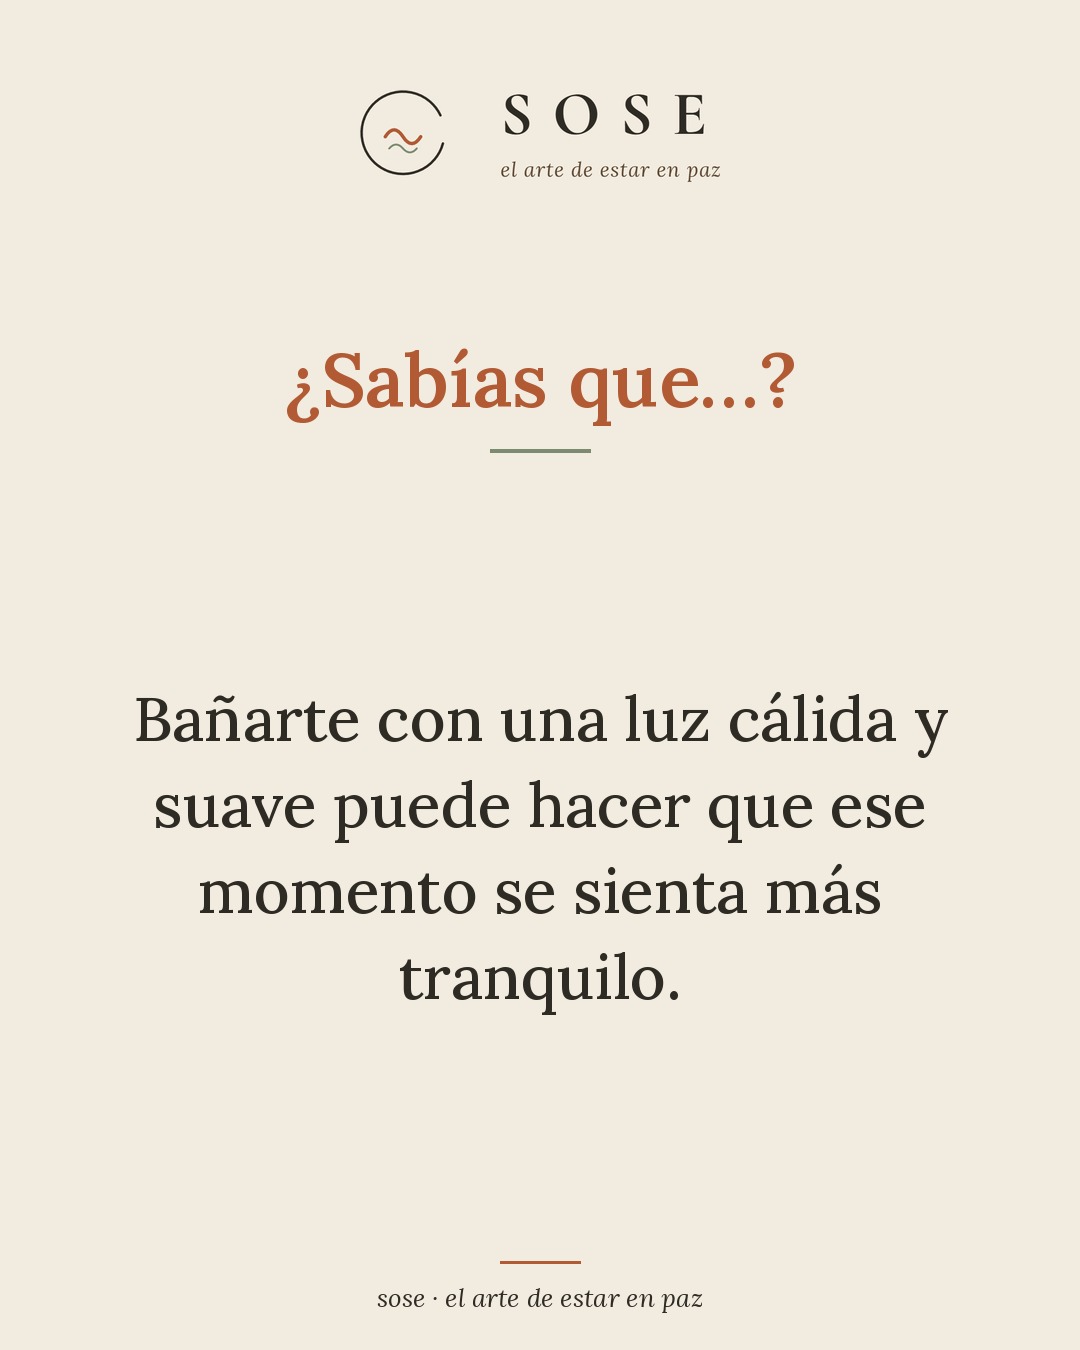 SOSE
el arte de estar en paz
¿Sabías que...?
Bañarte con una luz cálida y
suave puede hacer que ese
momento se sienta más
tranquilo.
sose · el arte de estar en paz